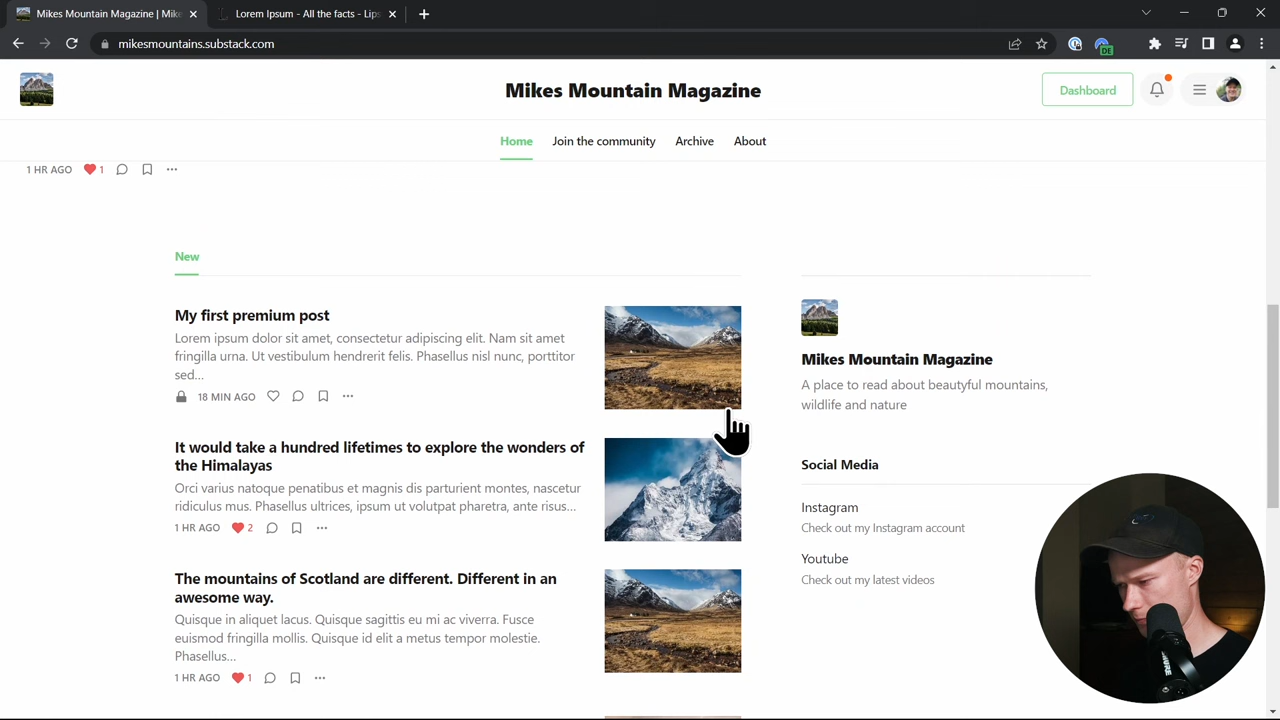 Mikes Mountain Magazine | Mike
Lorem Ipsum - All the facts - Lips
mikesmountains.substack.com
DE
Mikes Mountain Magazine
Dashboard
Home
Join the community
Archive
About
1 HR AGO
1
New
My first premium post
Lorem ipsum dolor sit amet, consectetur adipiscing elit. Nam sit amet
fringilla urna. Ut vestibulum hendrerit felis. Phasellus nisl nunc, porttitor
sed...
18 MIN AGO
It would take a hundred lifetimes to explore the wonders of
the Himalayas
Orci varius natoque penatibus et magnis dis parturient montes, nascetur
ridiculus mus. Phasellus ultrices, ipsum ut volutpat pharetra, ante risus...
1 HR AGO
2
The mountains of Scotland are different. Different in an
awesome way.
Quisque in aliquet lacus. Quisque sagittis eu mi ac viverra. Fusce
euismod fringilla mollis. Quisque id elit a metus tempor molestie.
Phasellus...
1 HR AGO
1
Mikes Mountain Magazine
A place to read about beautyful mountains,
wildlife and nature
Social Media
Instagram
Check out my Instagram account
Youtube
Check out my latest videos